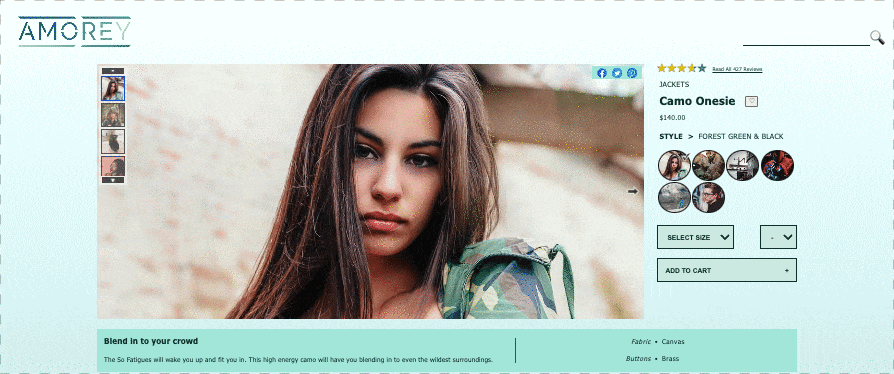 AMOREY
Read All 427 Reviews
JACKETS
Camo Onesie
$140.00
STYLE > FOREST GREEN & BLACK
SELECT SIZE
-
ADD TO CART +
Blend in to your crowd
The So Fatigues will wake you up and fit you in. This high energy camo will have you blending in to even the wildest surroundings.
Fabric • Canvas
Buttons • Brass